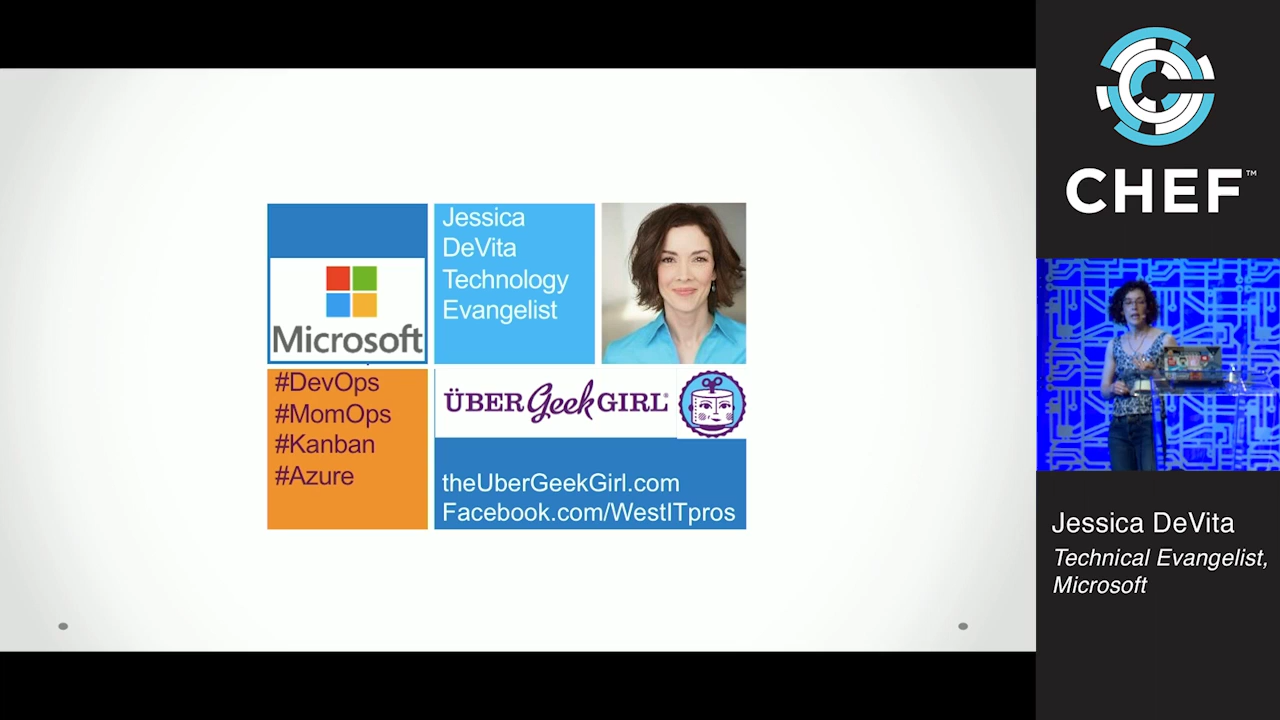 Microsoft
Jessica
DeVita
Technology
Evangelist
#DevOps
#MomOps
#Kanban
#Azure
ÜBER Geek GIRL®
theUberGeekGirl.com
Facebook.com/WestITpros
CHEF™
Jessica DeVita
Technical Evangelist,
Microsoft